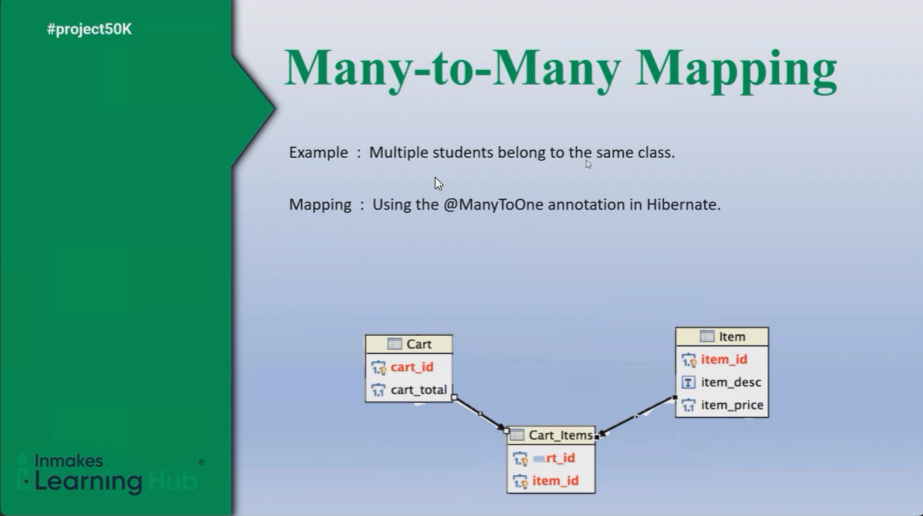 #project50K
Many-to-Many Mapping
Example : Multiple students belong to the same class.
Mapping : Using the @ManyToOne annotation in Hibernate.
Cart
cart_id
cart_total
Item
item_id
item_desc
item_price
Cart_Items
rt_id
item_id
Inmakes
Learning Hub